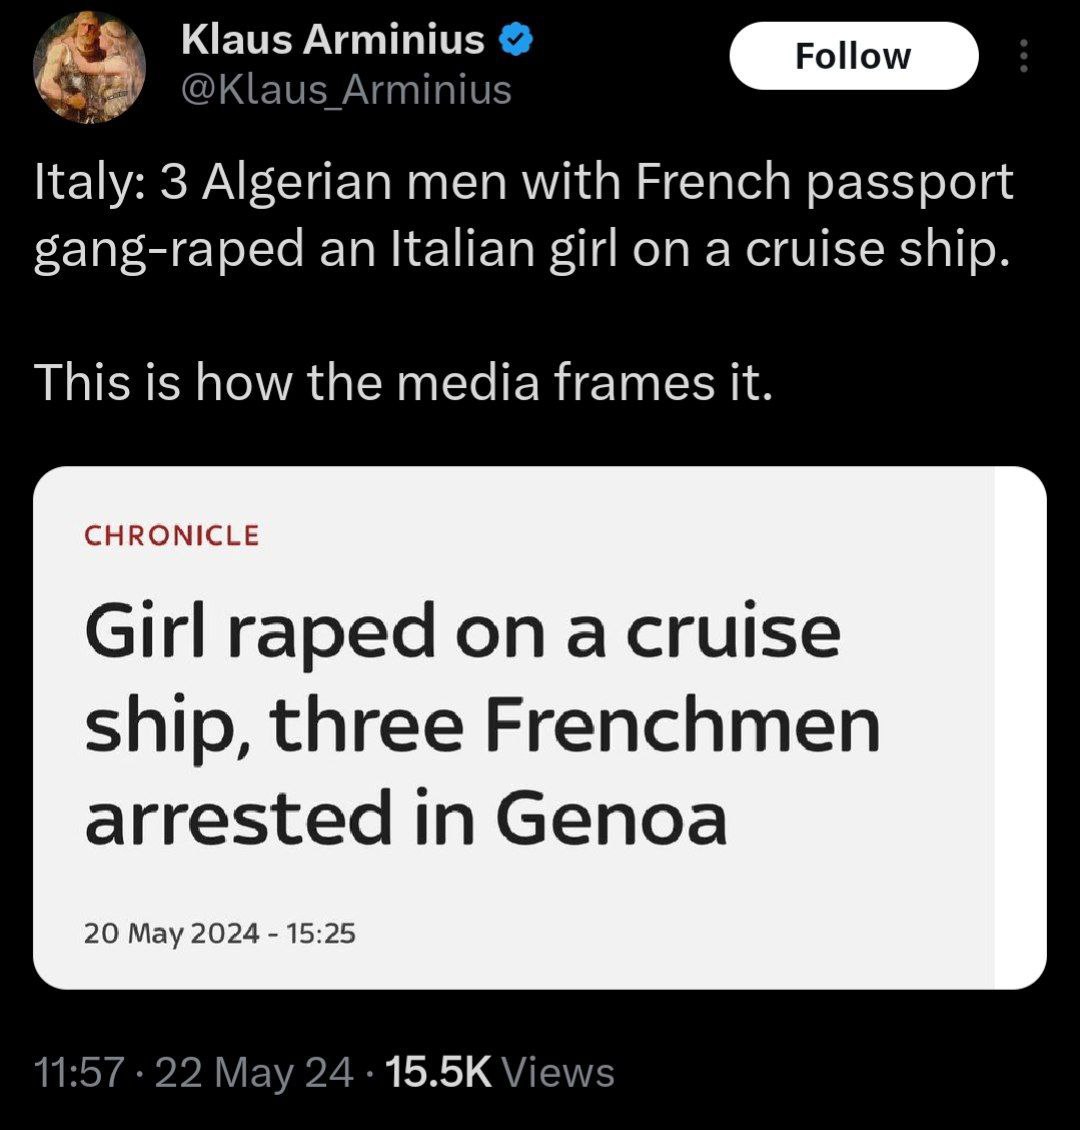 Klaus Arminius
Follow
@Klaus_Arminius
Italy: 3 Algerian men with French passport
gang-raped an Italian girl on a cruise ship.
This is how the media frames it.
CHRONICLE
Girl raped on a cruise
ship, three Frenchmen
arrested in Genoa
20 May 2024 - 15:25
11:57 · 22 May 24 · 15.5K Views